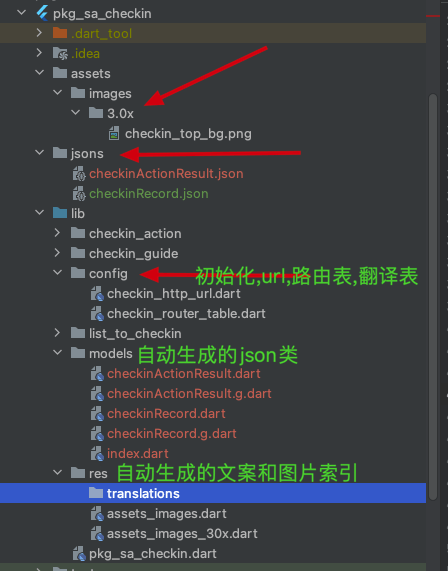 pkg_sa_checkin
.dart_tool
.idea
assets
images
3.0x
checkin_top_bg.png
jsons
checkinActionResult.json
checkinRecord.json
lib
checkin_action
checkin_guide
config 初始化,url,路由表,翻译表
checkin_http_url.dart
checkin_router_table.dart
list_to_checkin
models 自动生成的json类
checkinActionResult.dart
checkinActionResult.g.dart
checkinRecord.dart
checkinRecord.g.dart
index.dart
res 自动生成的文案和图片索引
translations
assets_images.dart
assets_images_30x.dart
pkg_sa_checkin.dart